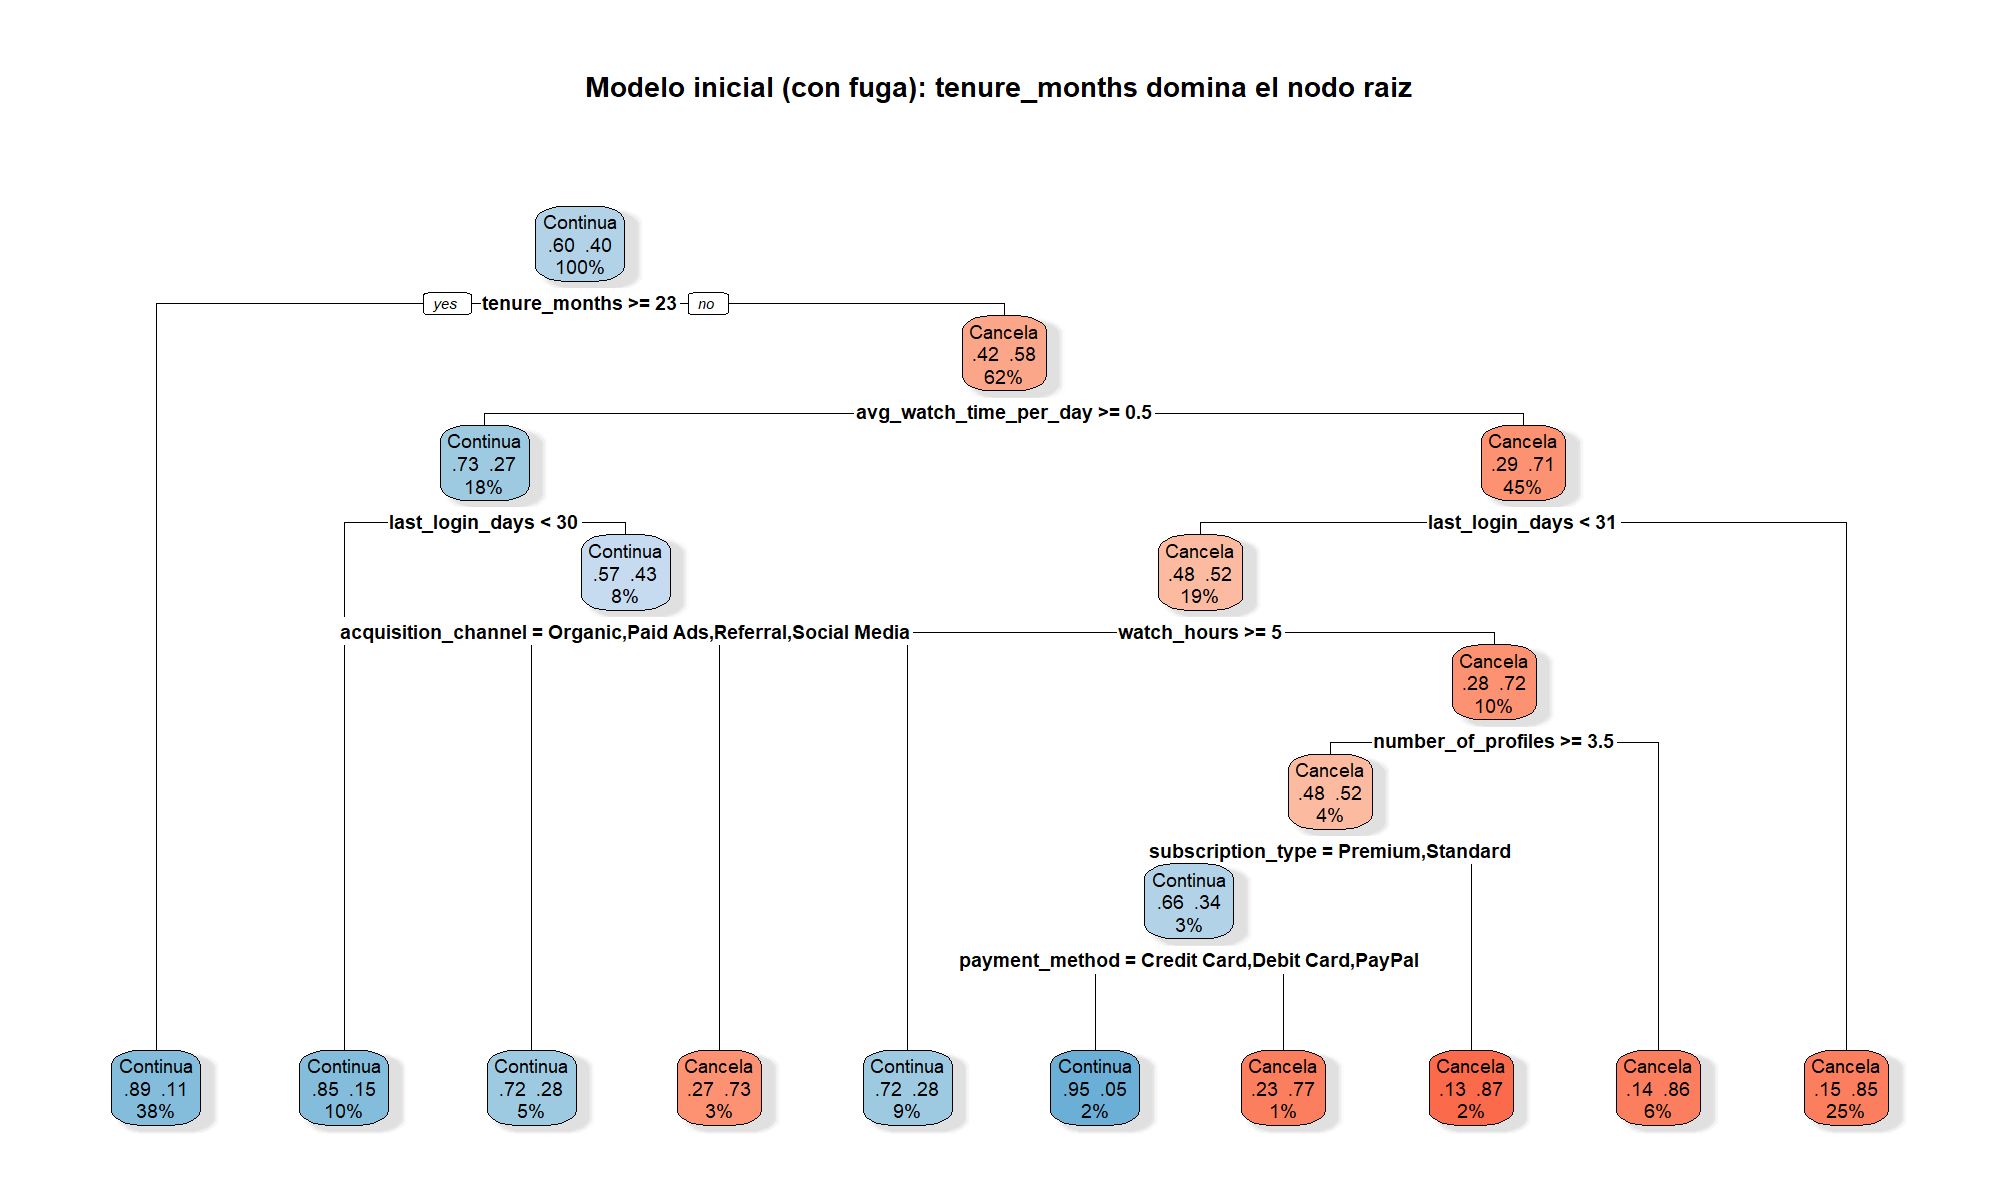 Modelo inicial (con fuga): tenure_months domina el nodo raiz
Continua
.60 .40
100%
yes tenure_months >= 23 no
Cancela
.42 .58
62%
avg_watch_time_per_day >= 0.5
Continua
.73 .27
18%
Cancela
.29 .71
45%
last_login_days < 30
last_login_days < 31
Continua
.57 .43
8%
Cancela
.48 .52
19%
acquisition_channel = Organic,Paid Ads,Referral,Social Media
watch_hours >= 5
Cancela
.28 .72
10%
number_of_profiles >= 3.5
Cancela
.48 .52
4%
subscription_type = Premium,Standard
Continua
.66 .34
3%
payment_method = Credit Card,Debit Card,PayPal
Continua
.89 .11
38%
Continua
.85 .15
10%
Continua
.72 .28
5%
Cancela
.27 .73
3%
Continua
.72 .28
9%
Continua
.95 .05
2%
Cancela
.23 .77
1%
Cancela
.13 .87
2%
Cancela
.14 .86
6%
Cancela
.15 .85
25%